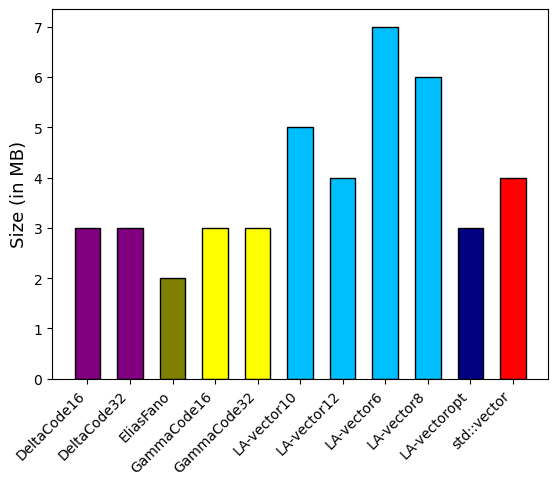 Size (in MB)
7
6
5
4
3
2
1
0
DeltaCode16
DeltaCode32
EliasFano
GammaCode16
GammaCode32
LA-vector10
LA-vector12
LA-vector6
LA-vector8
LA-vectoropt
std::vector